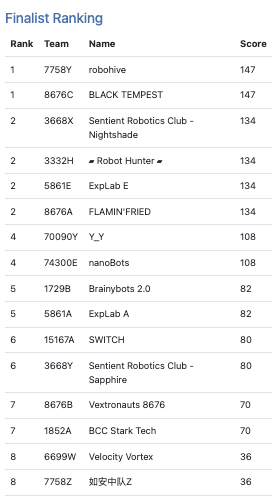 Finalist Ranking
Rank Team Name Score
1 7758Y robohive 147
1 8676C BLACK TEMPEST 147
2 3668X Sentient Robotics Club - 134
Nightshade
2 3332H ▰ Robot Hunter ▰ 134
2 5861E ExpLab E 134
2 8676A FLAMIN'FRIED 134
4 70090Y Y_Y 108
4 74300E nanoBots 108
5 1729B Brainybots 2.0 82
5 5861A ExpLab A 82
6 15167A SWITCH 80
6 3668Y Sentient Robotics Club - 80
Sapphire
7 8676B Vextronauts 8676 70
7 1852A BCC Stark Tech 70
8 6699W Velocity Vortex 36
8 7758Z 如安中队Z 36